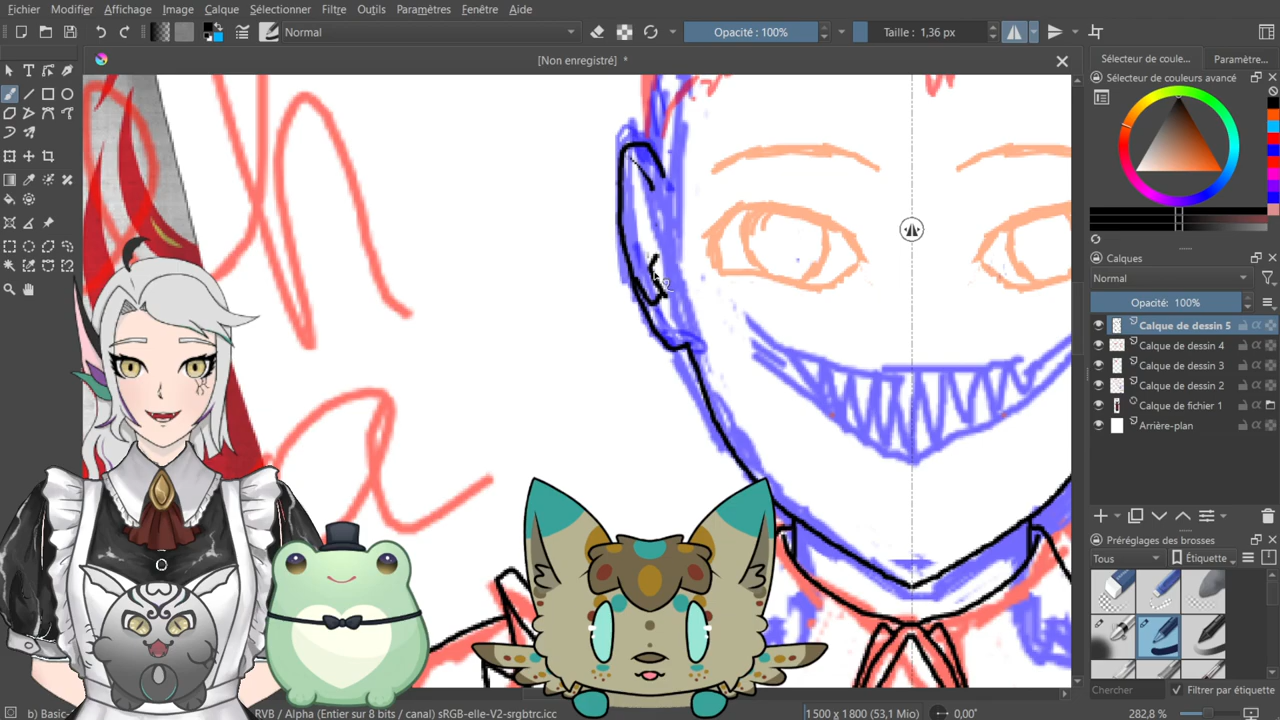 Fichier Modifier Affichage Image Calque Sélectionner Filtre Outils Paramètres Fenêtre Aide
Normal Opacité : 100% Taille : 1,36 px
[Non enregistré] *
Sélecteur de coule... Paramètre...
Sélecteur de couleurs avancé
Calques
Normal
Opacité: 100%
Calque de dessin 5
Calque de dessin 4
Calque de dessin 3
Calque de dessin 2
Calque de fichier 1
Arrière-plan
Préréglages des brosses
Tous Étiquette
Chercher Filtrer par étiquette
b) Basic- RVB / Alpha (Entier sur 8 bits / canal) sRGB-elle-V2-srgbtrc.icc 1 500 x 1 800 (53,1 Mio) 0,00° 282,8 %